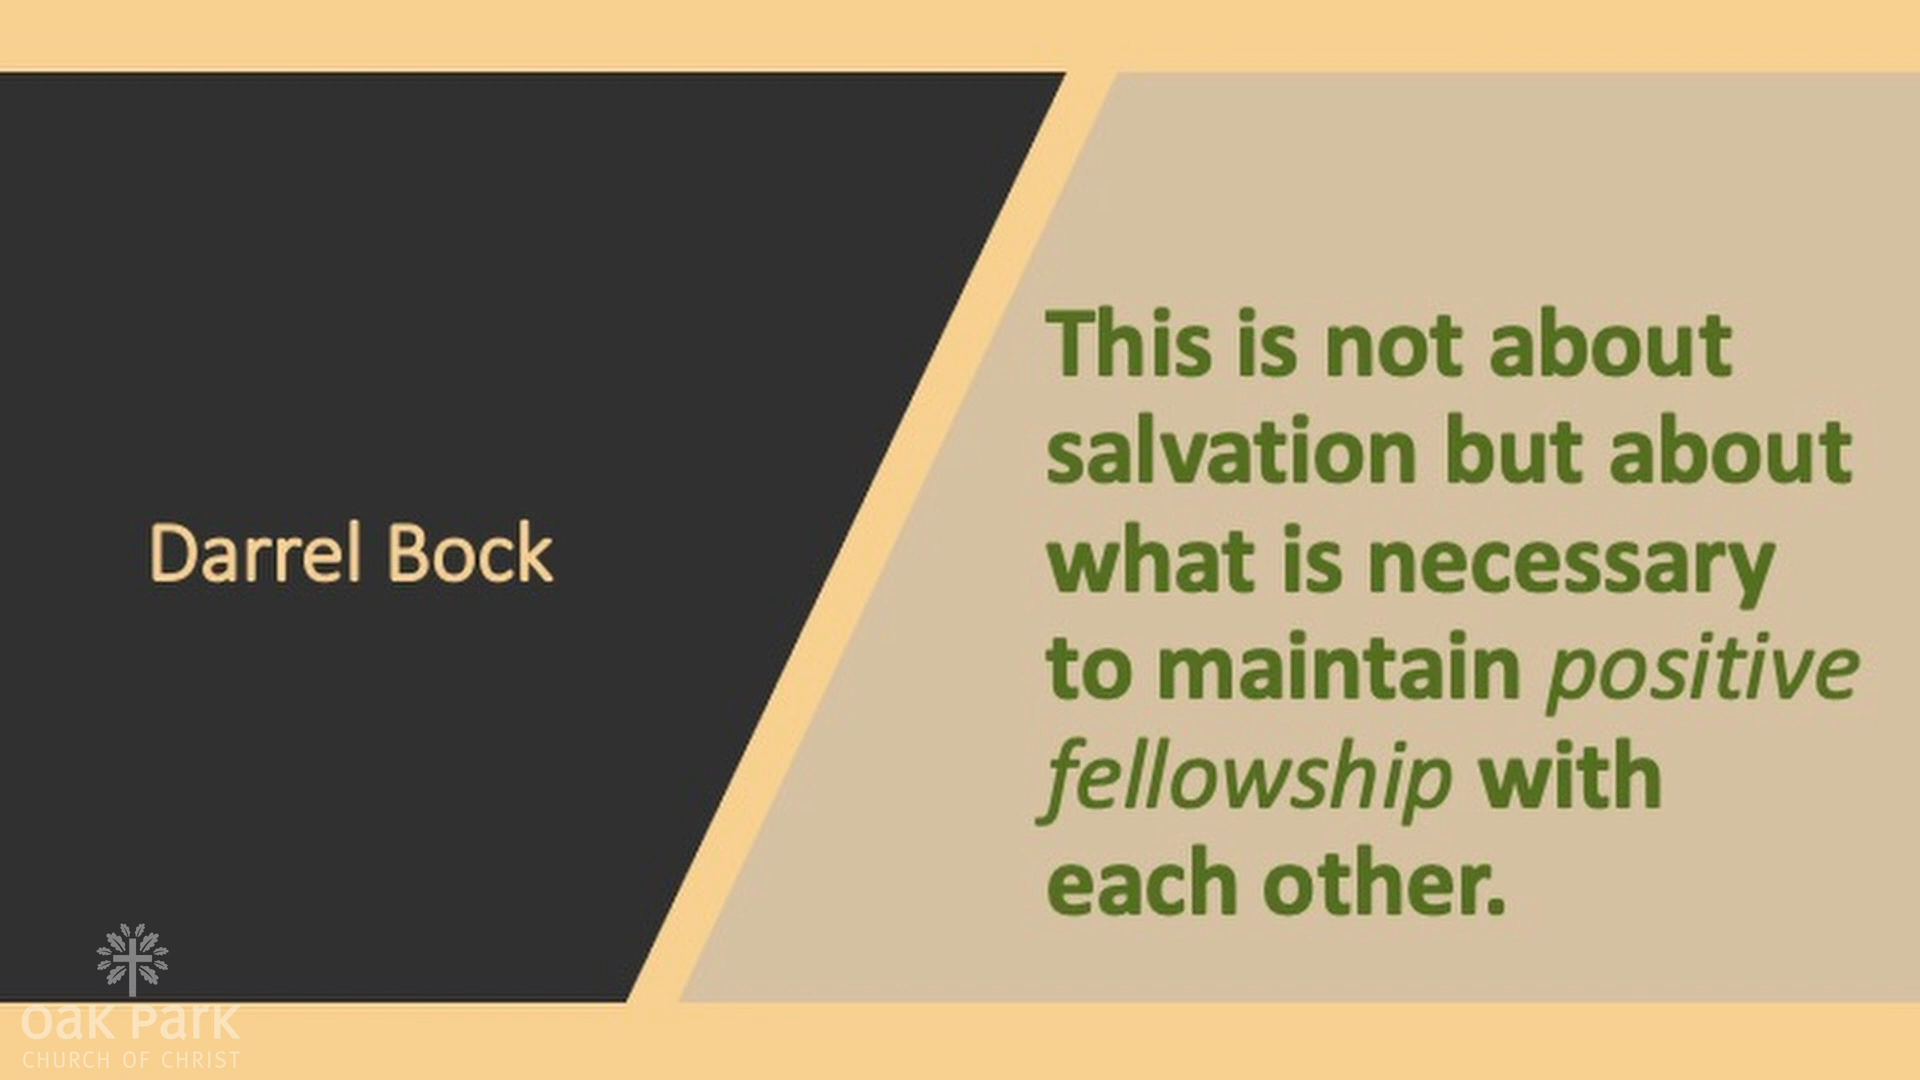 Darrel Bock
This is not about
salvation but about
what is necessary
to maintain positive
fellowship with
each other.
Oak Park
CHURCH OF CHRIST